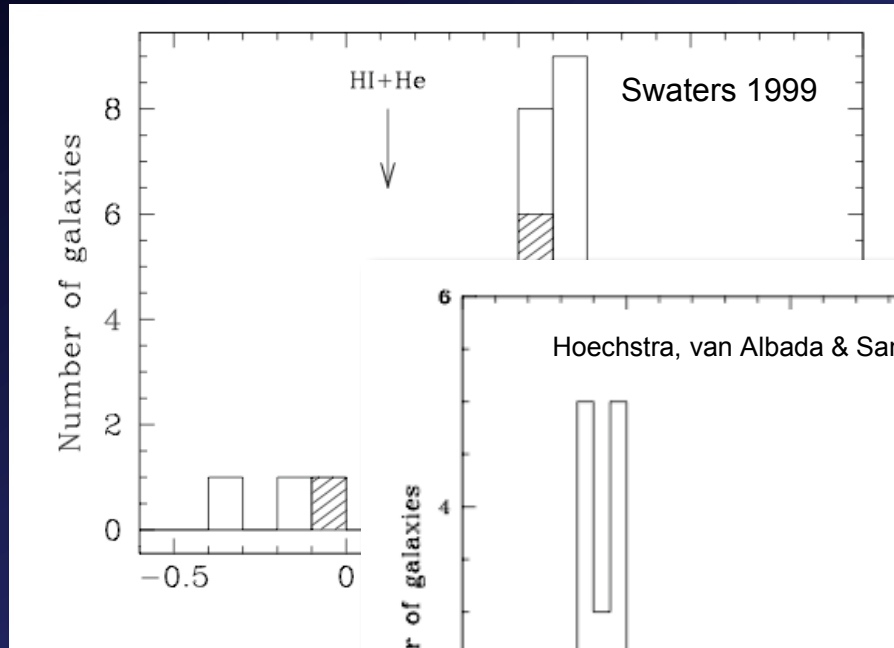 Swaters 1999
HI+He
8
6
4
2
0
Number of galaxies
−0.5
0
6
Hoechstra, van Albada &
4
of galaxies